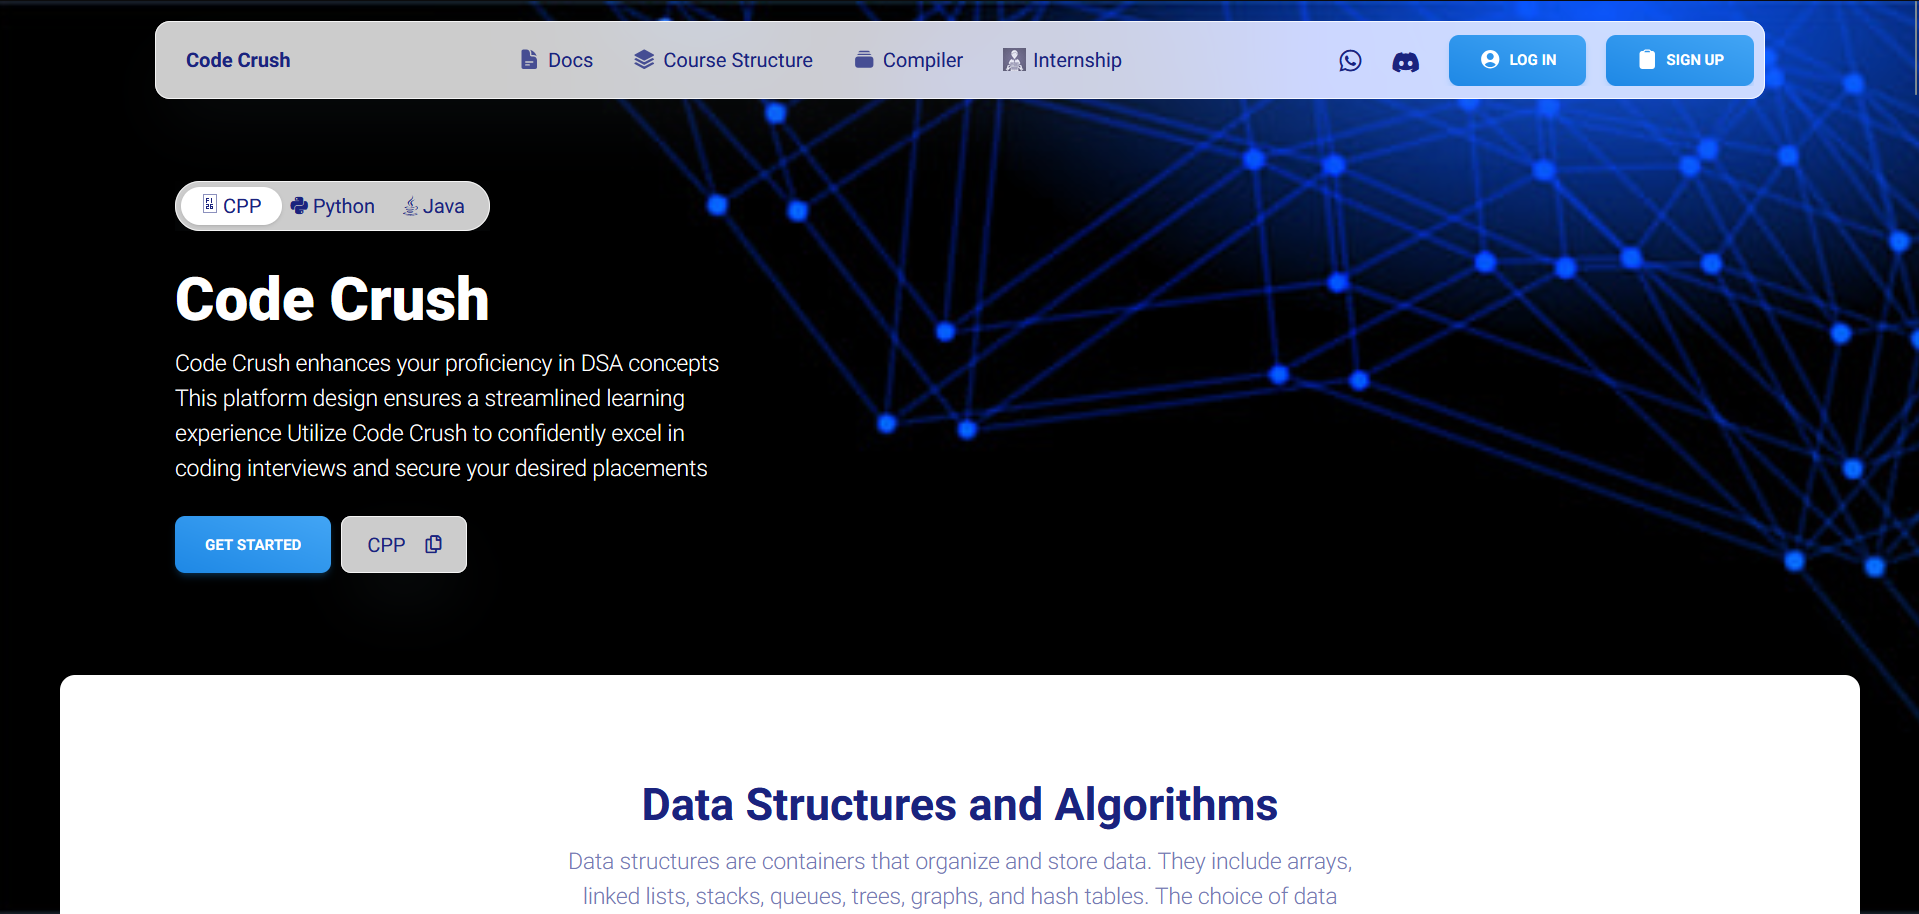 Code Crush
Docs
Course Structure
Compiler
Internship
LOG IN
SIGN UP
CPP
Python
Java
Code Crush
Code Crush enhances your proficiency in DSA concepts
This platform design ensures a streamlined learning
experience Utilize Code Crush to confidently excel in
coding interviews and secure your desired placements
GET STARTED
CPP
Data Structures and Algorithms
Data structures are containers that organize and store data. They include arrays,
linked lists, stacks, queues, trees, graphs, and hash tables. The choice of data